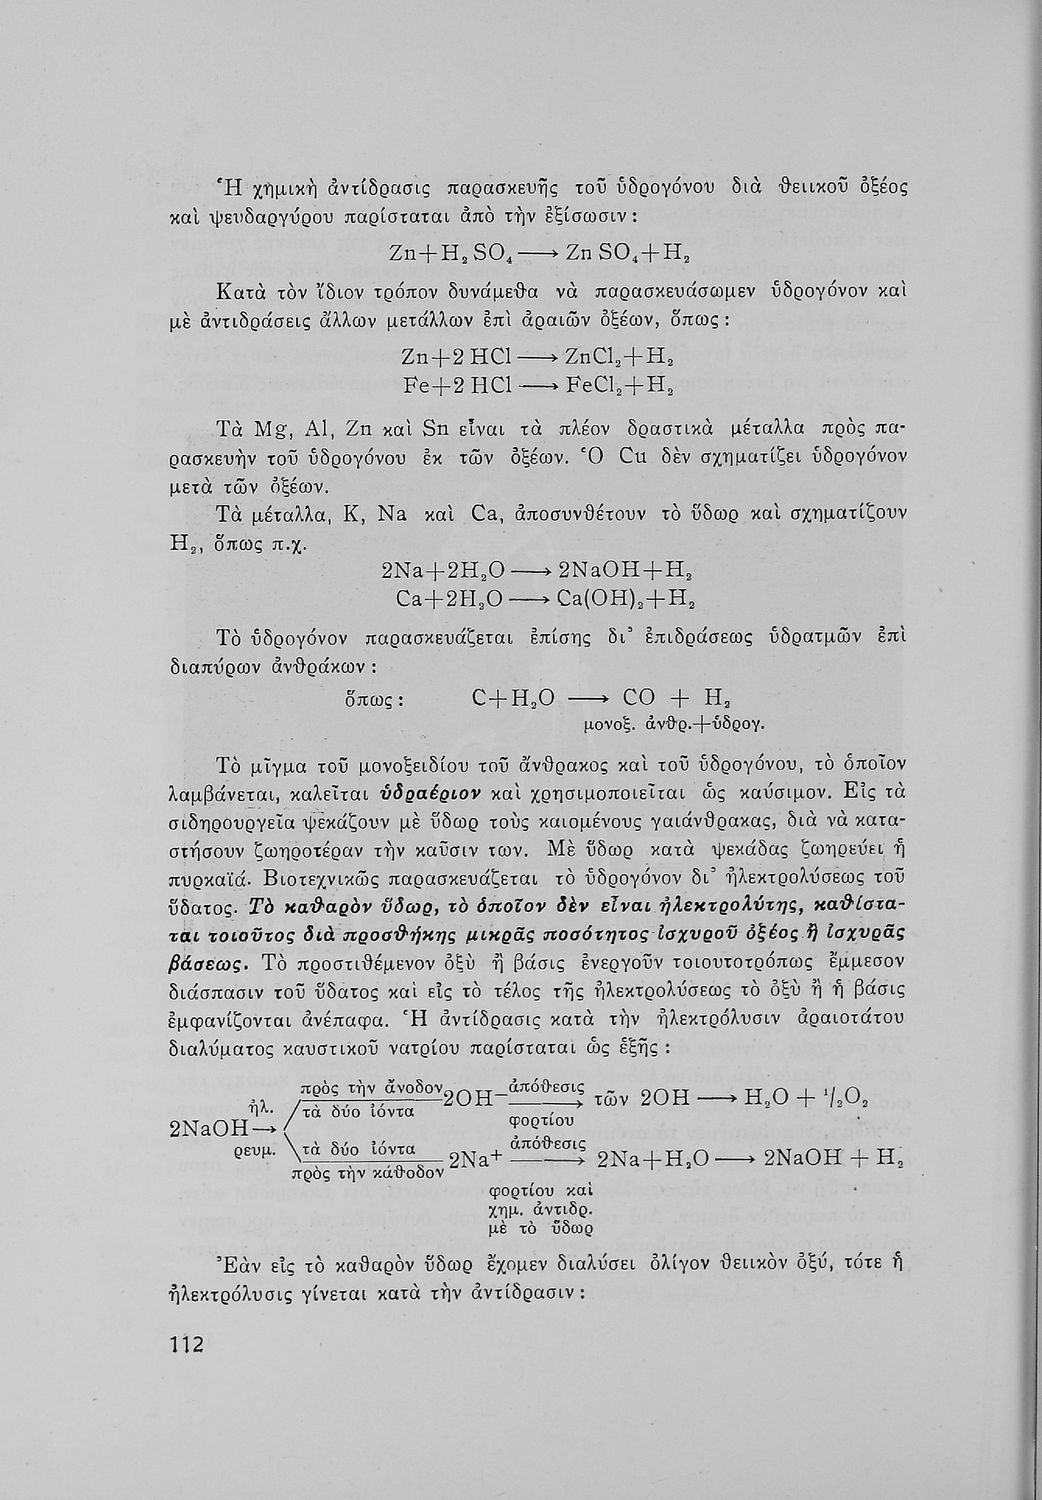 Ἡ χημικὴ ἀντίδρασις παρασκευῆς τοῦ ὑδρογόνου διὰ θειικοῦ ὀξέος
καὶ ψευδαργύρου παρίσταται ἀπὸ τὴν ἐξίσωσιν :
Zn+H₂SO₄ ⟶ ZnSO₄+H₂
Κατὰ τὸν ἴδιον τρόπον δυνάμεθα νὰ παρασκευάσωμεν ὑδρογόνον καὶ
μὲ ἀντιδράσεις ἄλλων μετάλλων ἐπὶ ἀραιῶν ὀξέων, ὅπως :
Zn+2 HCl ⟶ ZnCl₂+H₂
Fe+2 HCl ⟶ FeCl₂+H₂
Τὰ Mg, Al, Zn καὶ Sn εἶναι τὰ πλέον δραστικὰ μέταλλα πρὸς πα-
ρασκευὴν τοῦ ὑδρογόνου ἐκ τῶν ὀξέων. Ὁ Cu δὲν σχηματίζει ὑδρογόνον
μετὰ τῶν ὀξέων.
Τὰ μέταλλα, K, Na καὶ Ca, ἀποσυνθέτουν τὸ ὕδωρ καὶ σχηματίζουν
H₂, ὅπως π.χ.
2Na+2H₂O ⟶ 2NaOH+H₂
Ca+2H₂O ⟶ Ca(OH)₂+H₂
Τὸ ὑδρογόνον παρασκευάζεται ἐπίσης δι᾽ ἐπιδράσεως ὑδρατμῶν ἐπὶ
διαπύρων ἀνθράκων :
ὅπως : C+H₂O ⟶ CO + H₂
μονοξ. ἀνθρ.+ὑδρογ.
Τὸ μῖγμα τοῦ μονοξειδίου τοῦ ἄνθρακος καὶ τοῦ ὑδρογόνου, τὸ ὁποῖον
λαμβάνεται, καλεῖται ὑδραέριον καὶ χρησιμοποιεῖται ὡς καύσιμον. Εἰς τὰ
σιδηρουργεῖα ψεκάζουν μὲ ὕδωρ τοὺς καιομένους γαιάνθρακας, διὰ νὰ κατα-
στήσουν ζωηροτέραν τὴν καῦσιν των. Μὲ ὕδωρ κατὰ ψεκάδας ζωηρεύει ἡ
πυρκαϊά. Βιοτεχνικῶς παρασκευάζεται τὸ ὑδρογόνον δι᾽ ἠλεκτρολύσεως τοῦ
ὕδατος. Τὸ καθαρὸν ὕδωρ, τὸ ὁποῖον δὲν εἶναι ἠλεκτρολύτης, καθίστα-
ται τοιοῦτος διὰ προσθήκης μικρᾶς ποσότητος ἰσχυροῦ ὀξέος ἢ ἰσχυρᾶς
βάσεως. Τὸ προστιθέμενον ὀξὺ ἢ βάσις ἐνεργοῦν τοιουτοτρόπως ἔμμεσον
διάσπασιν τοῦ ὕδατος καὶ εἰς τὸ τέλος τῆς ἠλεκτρολύσεως τὸ ὀξὺ ἢ ἡ βάσις
ἐμφανίζονται ἀνέπαφα. Ἡ ἀντίδρασις κατὰ τὴν ἠλεκτρόλυσιν ἀραιοτάτου
διαλύματος καυστικοῦ νατρίου παρίσταται ὡς ἑξῆς :
πρὸς τὴν ἄνοδον 2OH⁻ ἀπόθεσις ⟶ τῶν 2OH ⟶ H₂O + 1/2O₂
ἠλ. τὰ δύο ἰόντα φορτίου
2NaOH ⟶
ρευμ. τὰ δύο ἰόντα 2Na⁺ ἀπόθεσις ⟶ 2Na+H₂O ⟶ 2NaOH + H₂
πρὸς τὴν κάθοδον
φορτίου καὶ
χημ. ἀντιδρ.
μὲ τὸ ὕδωρ
Ἐὰν εἰς τὸ καθαρὸν ὕδωρ ἔχομεν διαλύσει ὀλίγον θειικὸν ὀξύ, τότε ἡ
ἠλεκτρόλυσις γίνεται κατὰ τὴν ἀντίδρασιν :
112